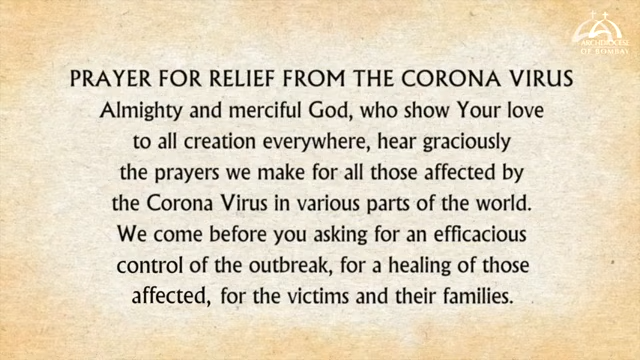 ARCHDIOCESE
OF BOMBAY
PRAYER FOR RELIEF FROM THE CORONA VIRUS
Almighty and merciful God, who show Your love
to all creation everywhere, hear graciously
the prayers we make for all those affected by
the Corona Virus in various parts of the world.
We come before you asking for an efficacious
control of the outbreak, for a healing of those
affected, for the victims and their families.